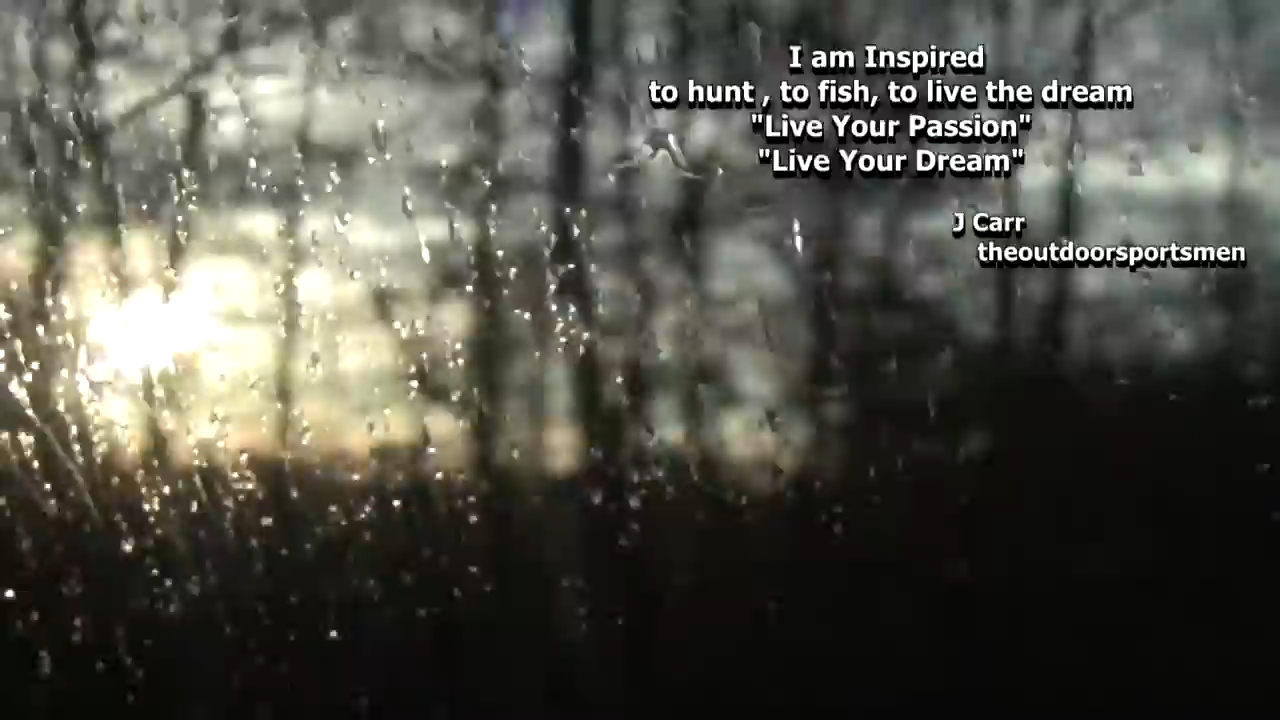 I am Inspired
to hunt , to fish, to live the dream
"Live Your Passion"
"Live Your Dream"
J Carr
theoutdoorsportsmen